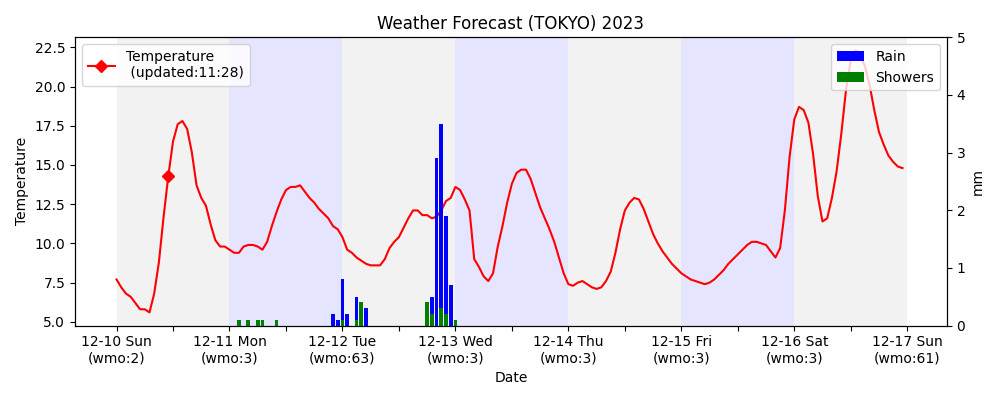 Weather Forecast (TOKYO) 2023
Temperature
(updated:11:28)
Rain
Showers
Temperature
22.5
20.0
17.5
15.0
12.5
10.0
7.5
5.0
5
4
3
2
1
0
mm
12-10 Sun 12-11 Mon 12-12 Tue 12-13 Wed 12-14 Thu 12-15 Fri 12-16 Sat 12-17 Sun
(wmo:2) (wmo:3) (wmo:63) (wmo:3) (wmo:3) (wmo:3) (wmo:3) (wmo:61)
Date